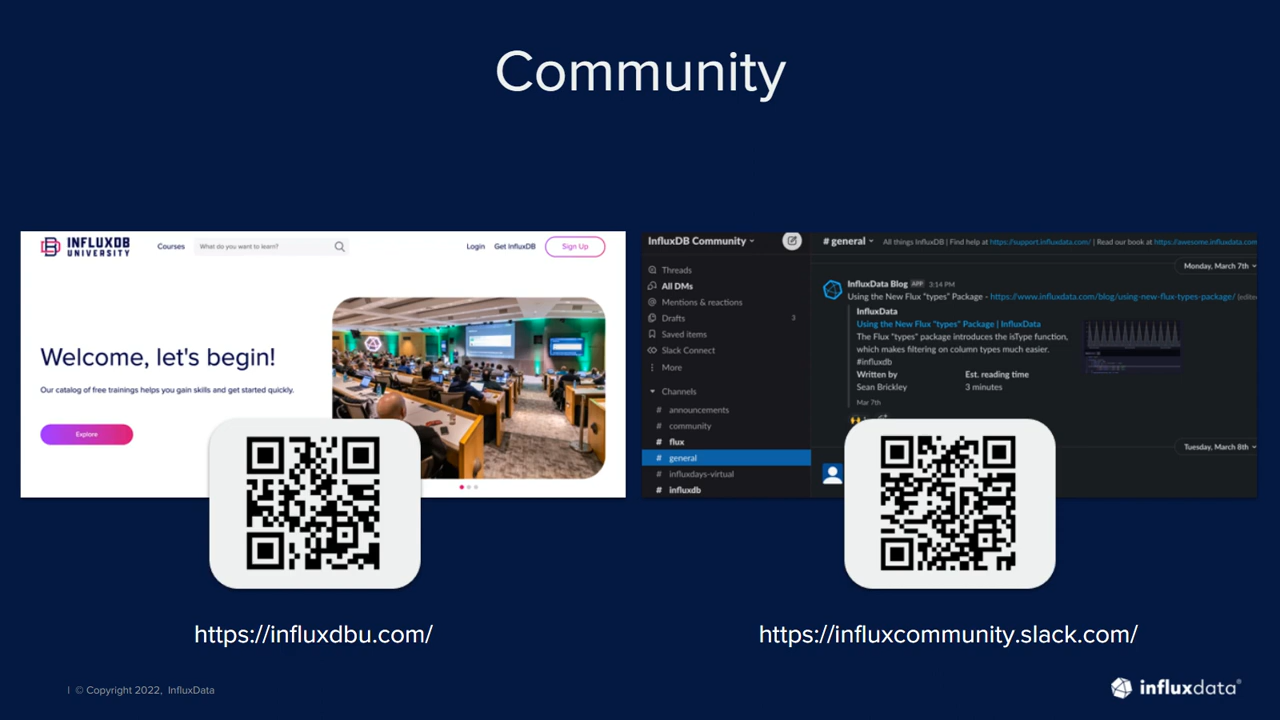 Community
INFLUXDB
UNIVERSITY
Courses
What do you want to learn?
Login
Get InfluxDB
Sign Up
Welcome, let's begin!
Our catalog of free trainings helps you gain skills and get started quickly.
Explore
InfluxDB Community
# general
All things InfluxDB | Find help at https://support.influxdata.com/ | Read our book at https://awesome.influxdata.com
Threads
All DMs
Mentions & reactions
Drafts 3
Saved items
Slack Connect
More
Channels
# announcements
# community
# flux
# general
# influxdays-virtual
# influxdb
Monday, March 7th
InfluxData Blog APP 3:14 PM
Using the New Flux "types" Package - https://www.influxdata.com/blog/using-new-flux-types-package/ (edited
InfluxData
Using the New Flux "types" Package | InfluxData
The Flux "types" package introduces the isType function,
which makes filtering on column types much easier.
#influxdb
Written by
Est. reading time
Sean Brickley
3 minutes
Mar 7th
Tuesday, March 8th
https://influxdbu.com/
https://influxcommunity.slack.com/
| © Copyright 2022, InfluxData
influxdata®